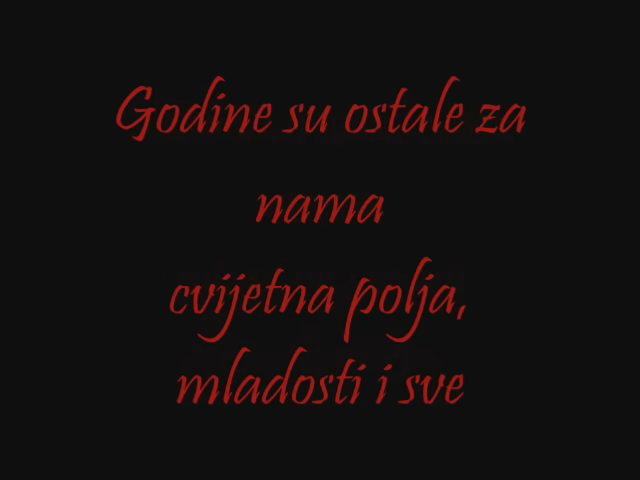 Godine su ostale za
nama
cvijetna polja,
mladosti i sve